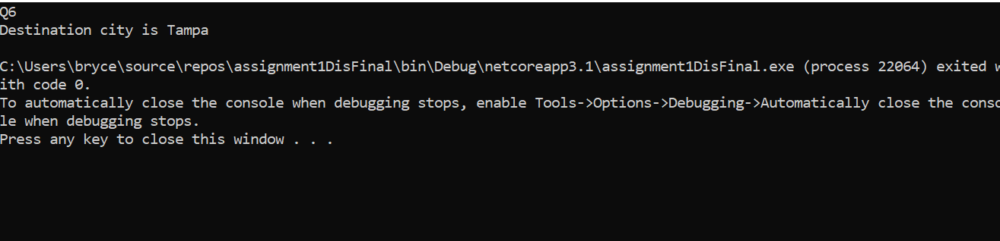 Q6
Destination city is Tampa
C:\Users\bryce\source\repos\assignment1DisFinal\bin\Debug\netcoreapp3.1\assignment1DisFinal.exe (process 22064) exited w
ith code 0.
To automatically close the console when debugging stops, enable Tools->Options->Debugging->Automatically close the conso
le when debugging stops.
Press any key to close this window . . .